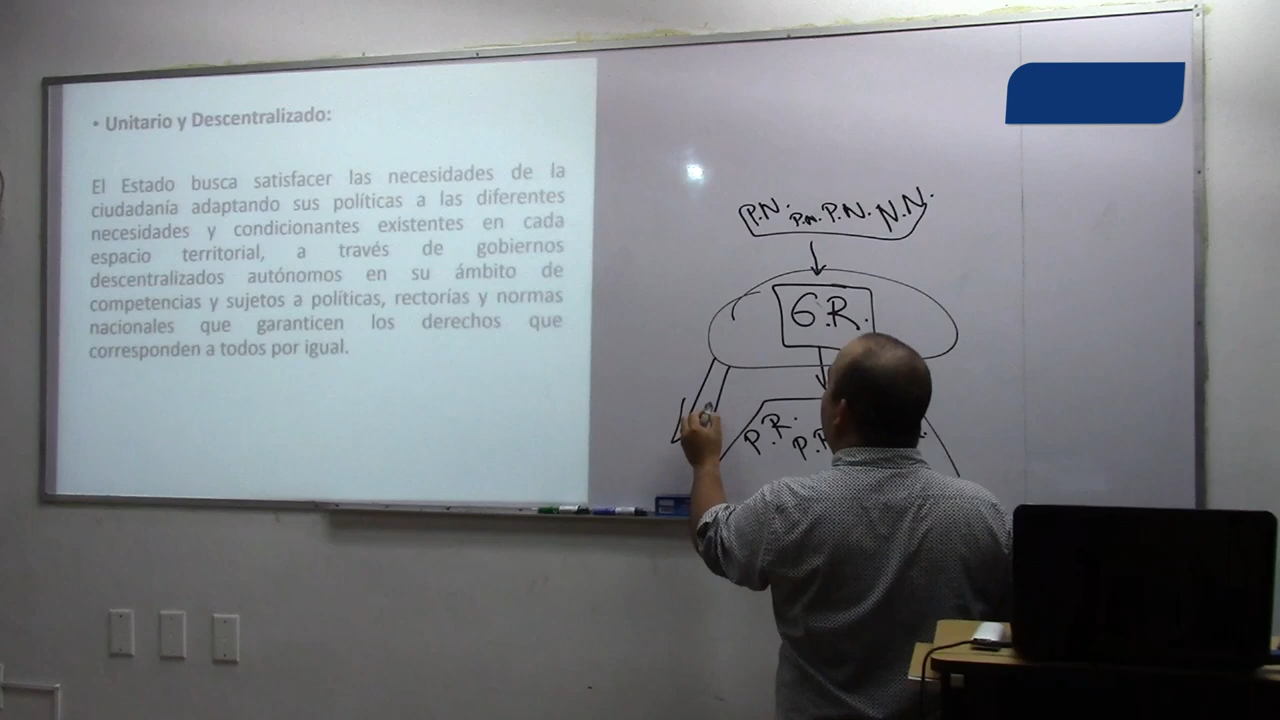 • Unitario y Descentralizado:
El Estado busca satisfacer las necesidades de la
ciudadanía adaptando sus políticas a las diferentes
necesidades y condicionantes existentes en cada
espacio territorial, a través de gobiernos
descentralizados autónomos en su ámbito de
competencias y sujetos a políticas, rectorías y normas
nacionales que garanticen los derechos que
corresponden a todos por igual.
P.N. P.M. P.N. N.N.
G.R.
P.R.